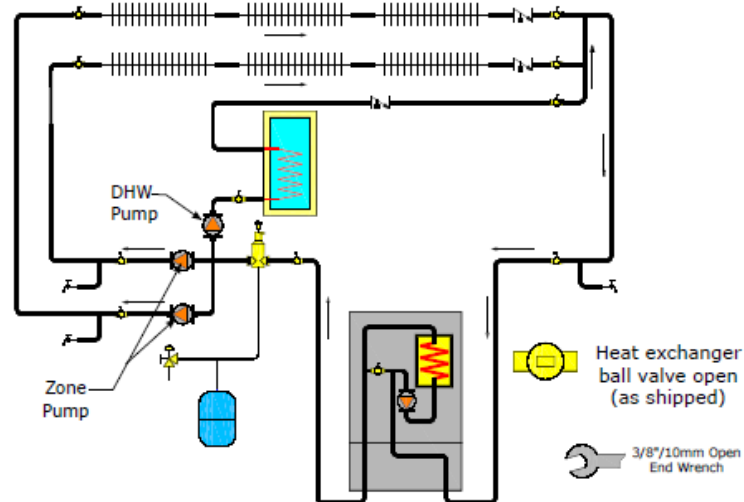 DHW
Pump
Zone
Pump
Heat exchanger
ball valve open
(as shipped)
3/8"/10mm Open
End Wrench